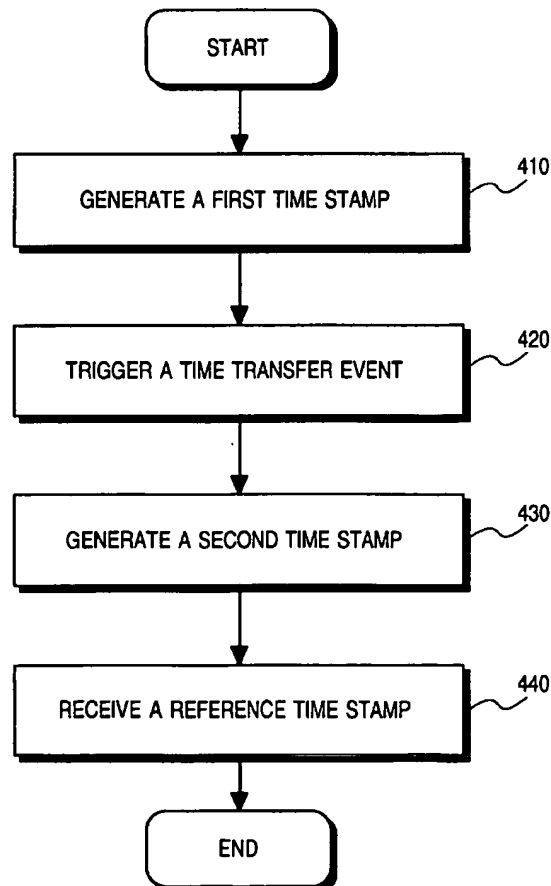 START
GENERATE A FIRST TIME STAMP
410
TRIGGER A TIME TRANSFER EVENT
420
GENERATE A SECOND TIME STAMP
430
RECEIVE A REFERENCE TIME STAMP
440
END